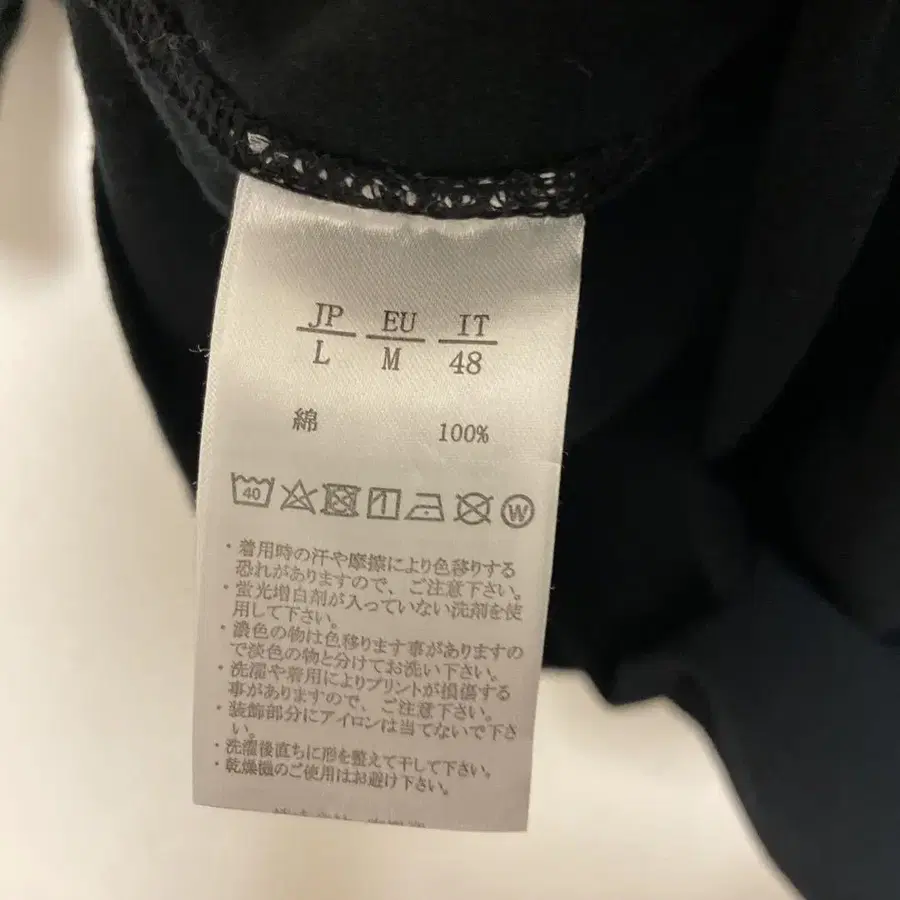 JP EU IT
L M 48
綿 100%
40 W
・着用時の汗や摩擦により色移りする
恐れがありますので、ご注意下さい。
・蛍光増白剤が入っていない洗剤を使
用して下さい。
・濃色の物は色移りします事がありますの
で淡色の物と分けてお洗い下さい。
・洗濯や着用によりプリントが損傷する
事がありますので、ご注意下さい。
・装飾部分にアイロンは当てないで下さ
い。
・洗濯後直ちに形を整えて干して下さい。
・乾燥機のご使用はお避け下さい。